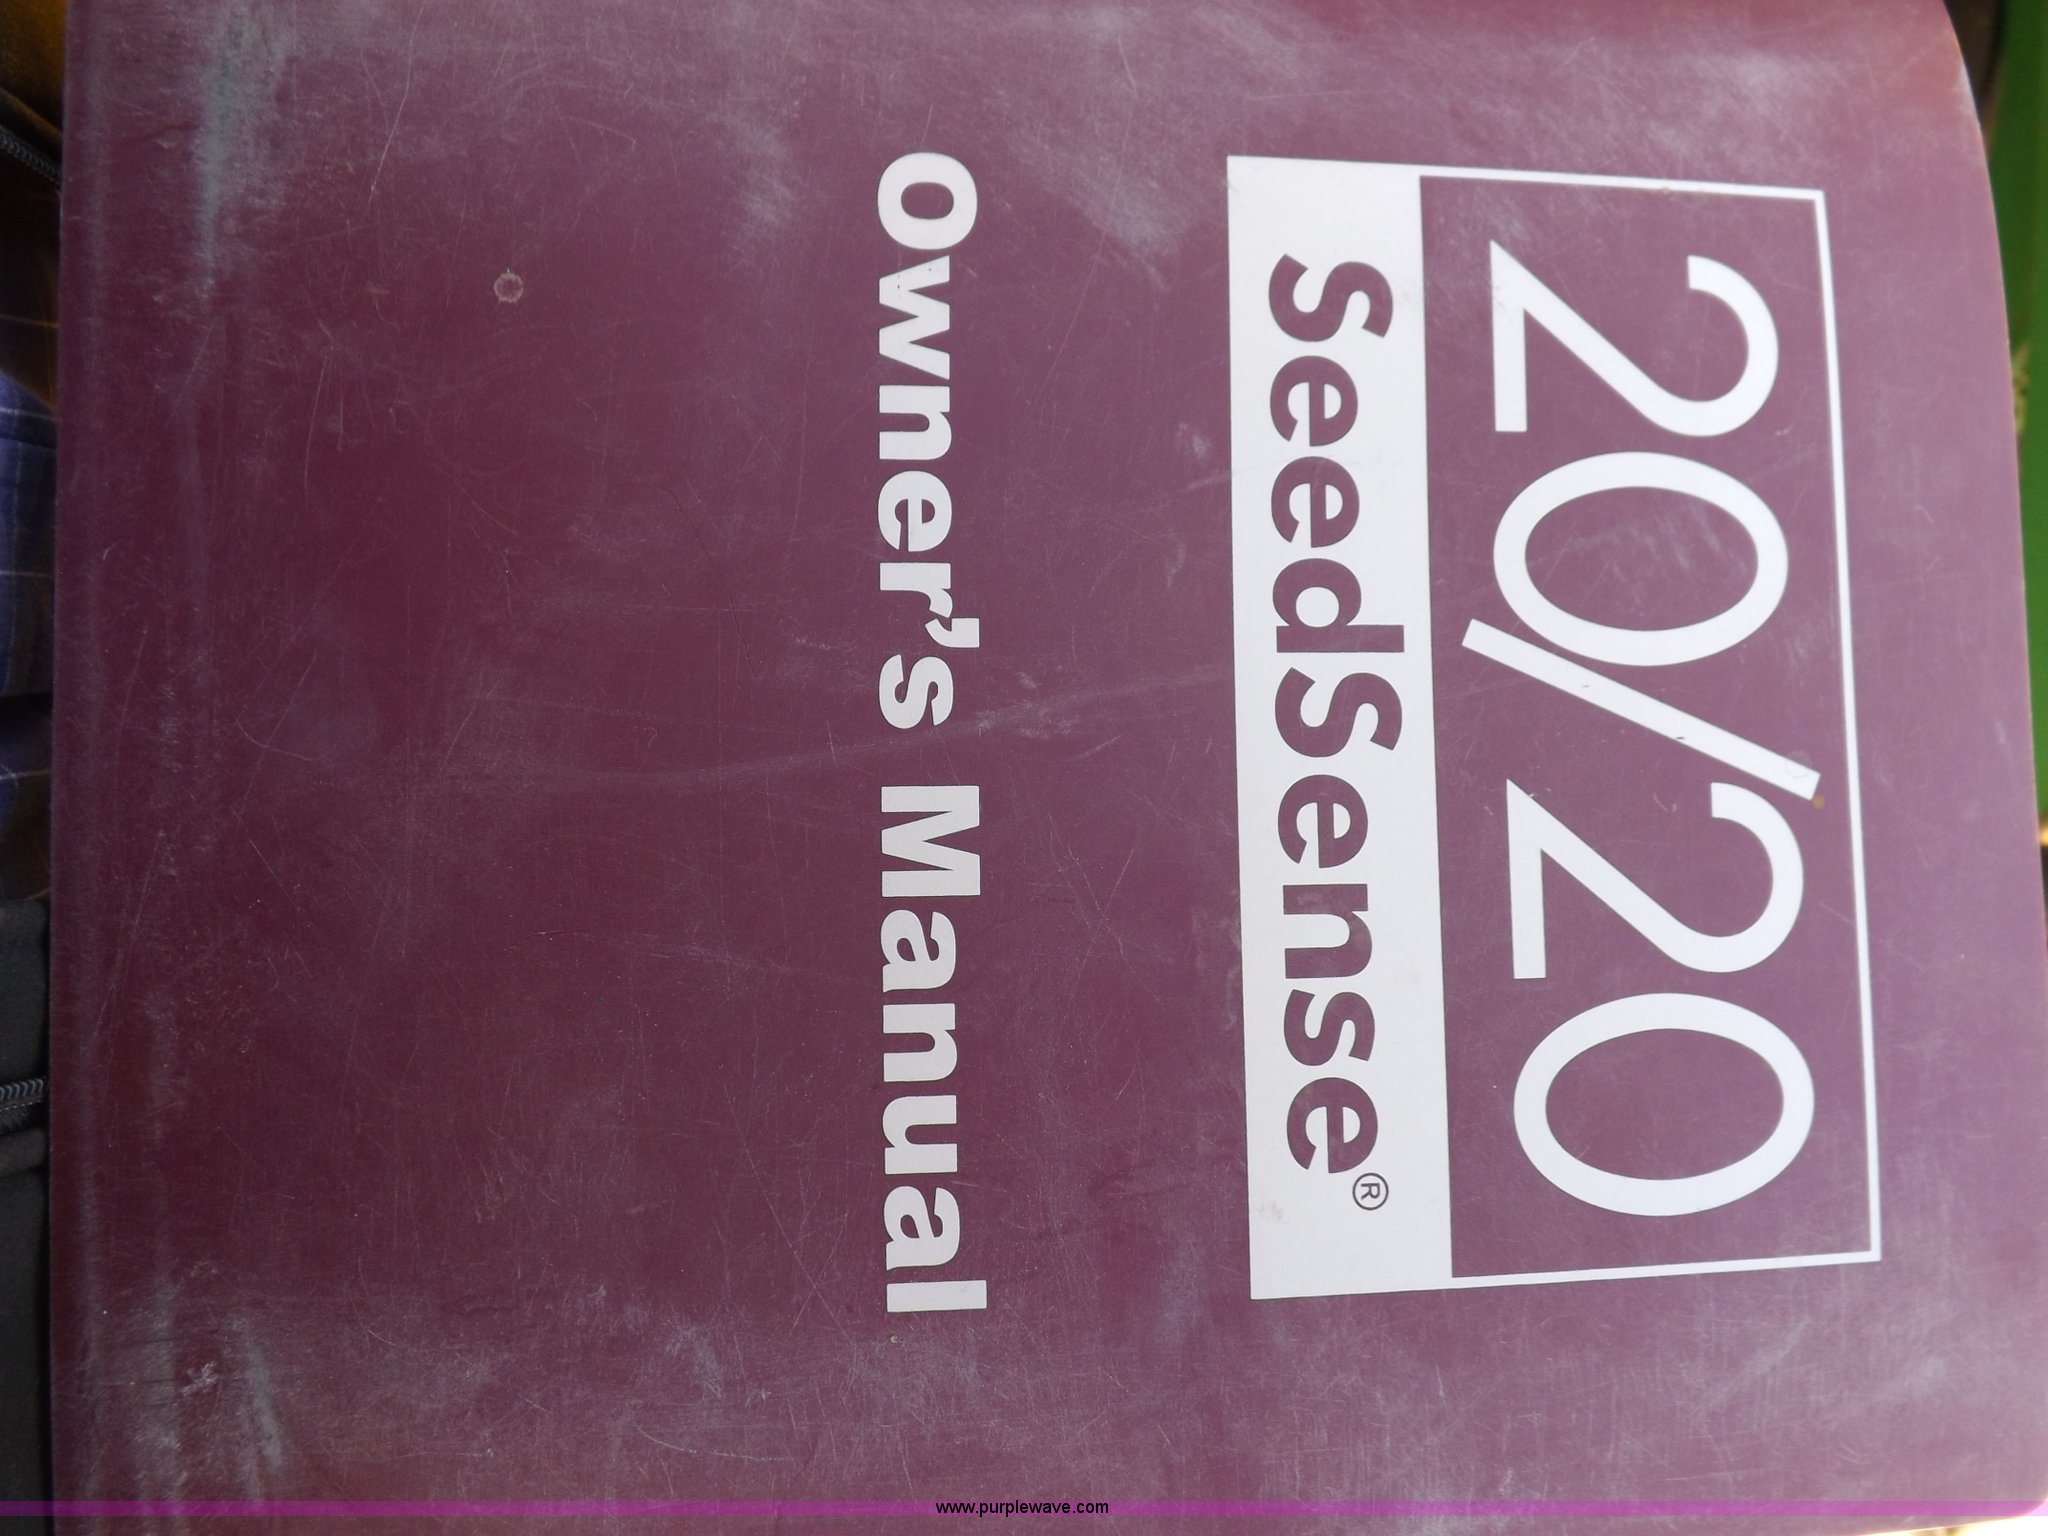 20/20
SeedSense®
owner's Manual
www.purplewave.com